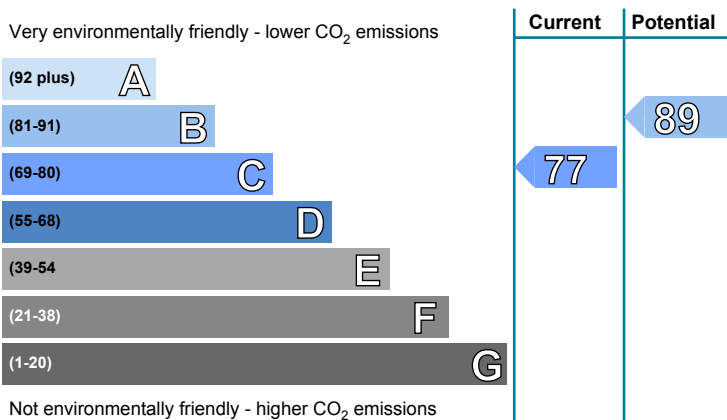 Current Potential
Very environmentally friendly - lower CO2 emissions
(92 plus) A
(81-91) B
89
(69-80) C
77
(55-68) D
(39-54 E
(21-38) F
(1-20) G
Not environmentally friendly - higher CO2 emissions